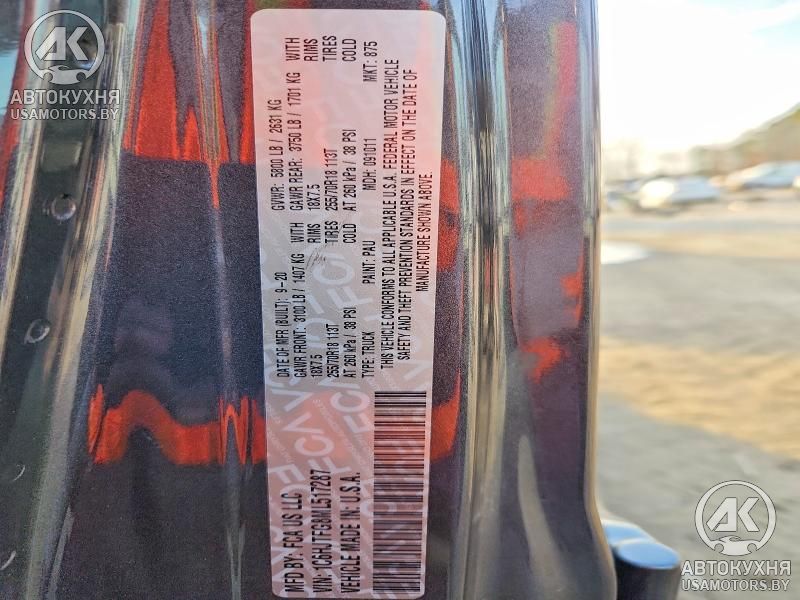 MFD BY: FCA US LLC
DATE OF MFR (BUILT): 9-20
GVWR: 5800 LB / 2631 KG
GAWR FRONT: 3100 LB / 1407 KG WITH
18X7.5 RIMS
255/70R18 113T TIRES
AT 260 kPa / 38 PSI COLD
GAWR REAR: 3750 LB / 1701 KG WITH
18X7.5 RIMS
255/70R18 113T TIRES
AT 260 kPa / 38 PSI COLD
VIN: 1C6HJTFG8ML517287
TYPE: TRUCK
PAINT: PAU
MDH: 091011
MKT: 875
VEHICLE MADE IN: U.S.A.
THIS VEHICLE CONFORMS TO ALL APPLICABLE U.S.A. FEDERAL MOTOR VEHICLE
SAFETY AND THEFT PREVENTION STANDARDS IN EFFECT ON THE DATE OF
MANUFACTURE SHOWN ABOVE.
АК
АВТОКУХНЯ
USAMOTORS.BY
АК
АВТОКУХНЯ
USAMOTORS.BY